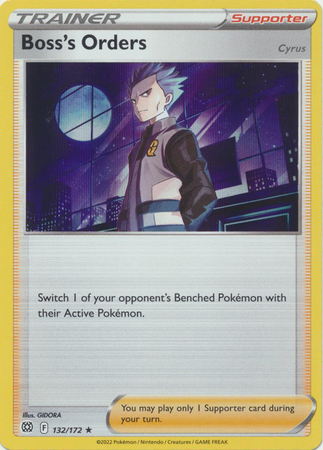 TRAINER Supporter
Boss's Orders Cyrus
G
Switch 1 of your opponent's Benched Pokémon with
their Active Pokémon.
Illus. GIDORA
F 132/172 ★
You may play only 1 Supporter card during
your turn.
©2022 Pokémon / Nintendo / Creatures / GAME FREAK